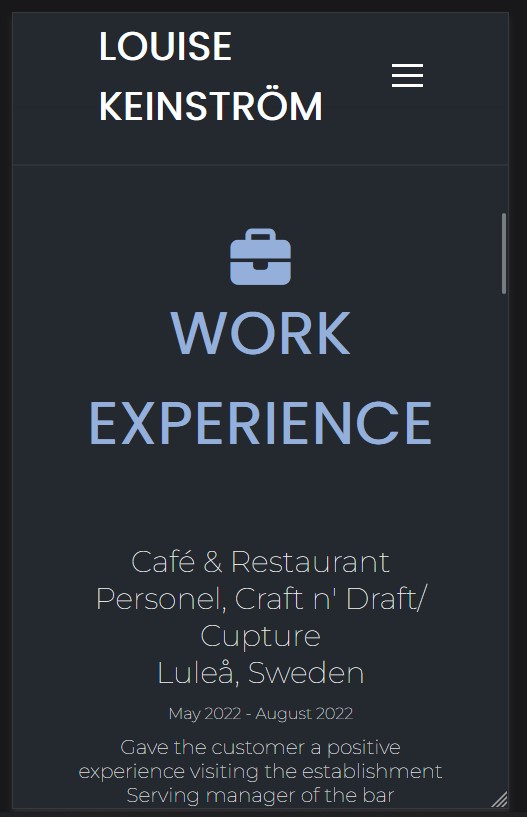 LOUISE
KEINSTRÖM
WORK
EXPERIENCE
Café & Restaurant
Personel, Craft n' Draft/
Cupture
Luleå, Sweden
May 2022 - August 2022
Gave the customer a positive
experience visiting the establishment
Serving manager of the bar